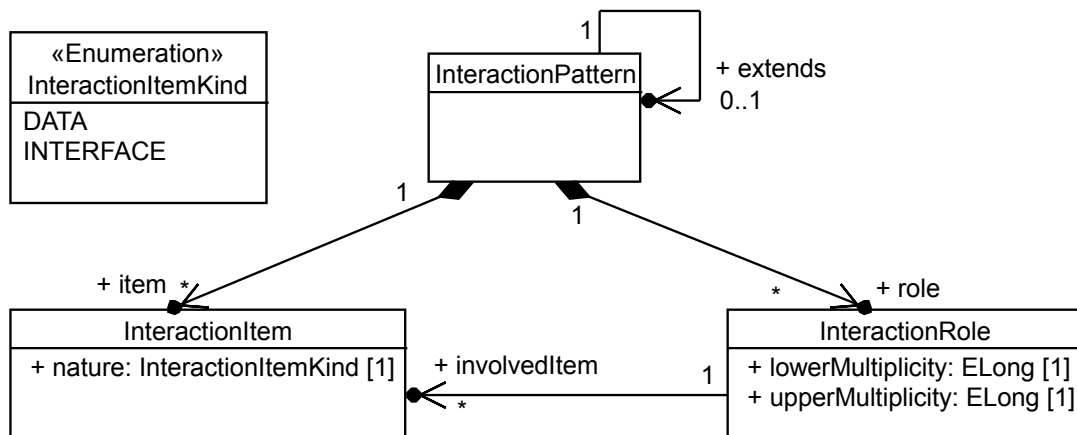 «Enumeration»
InteractionItemKind
DATA
INTERFACE
1
InteractionPattern
+ extends
0..1
1
1
+ item
*
*
+ role
InteractionItem
+ nature: InteractionItemKind [1]
+ involvedItem
*
1
InteractionRole
+ lowerMultiplicity: ELong [1]
+ upperMultiplicity: ELong [1]